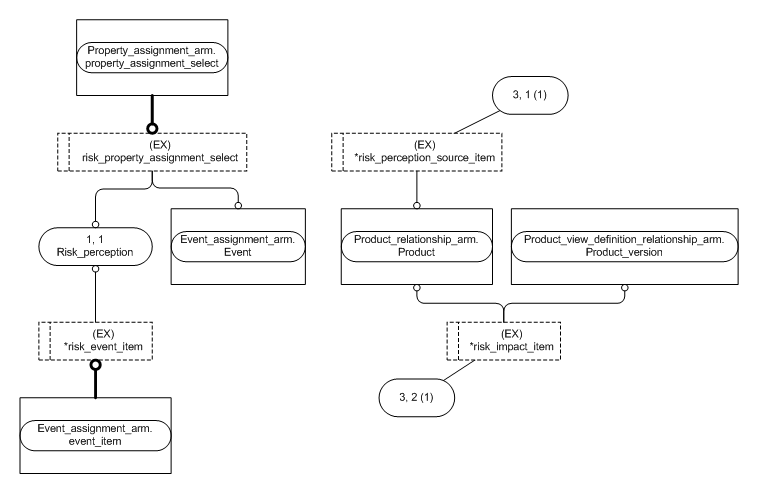 Property_assignment_arm.
property_assignment_select
3, 1 (1)
(EX)
risk_property_assignment_select
(EX)
*risk_perception_source_item
1, 1
Risk_perception
Event_assignment_arm.
Event
Product_relationship_arm.
Product
Product_view_definition_relationship_arm.
Product_version
(EX)
*risk_event_item
(EX)
*risk_impact_item
3, 2 (1)
Event_assignment_arm.
event_item